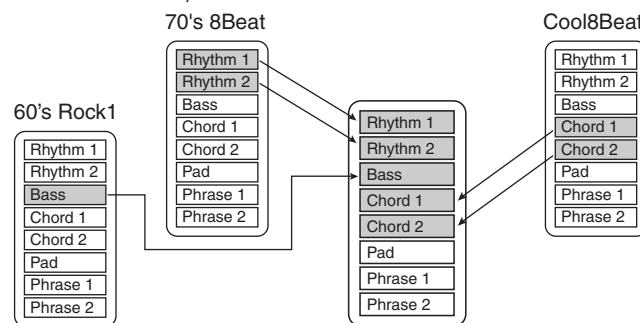 70's 8Beat
Rhythm 1
Rhythm 2
Bass
Chord 1
Chord 2
Pad
Phrase 1
Phrase 2
Cool8Beat
Rhythm 1
Rhythm 2
Bass
Chord 1
Chord 2
Pad
Phrase 1
Phrase 2
60's Rock1
Rhythm 1
Rhythm 2
Bass
Chord 1
Chord 2
Pad
Phrase 1
Phrase 2
Rhythm 1
Rhythm 2
Bass
Chord 1
Chord 2
Pad
Phrase 1
Phrase 2